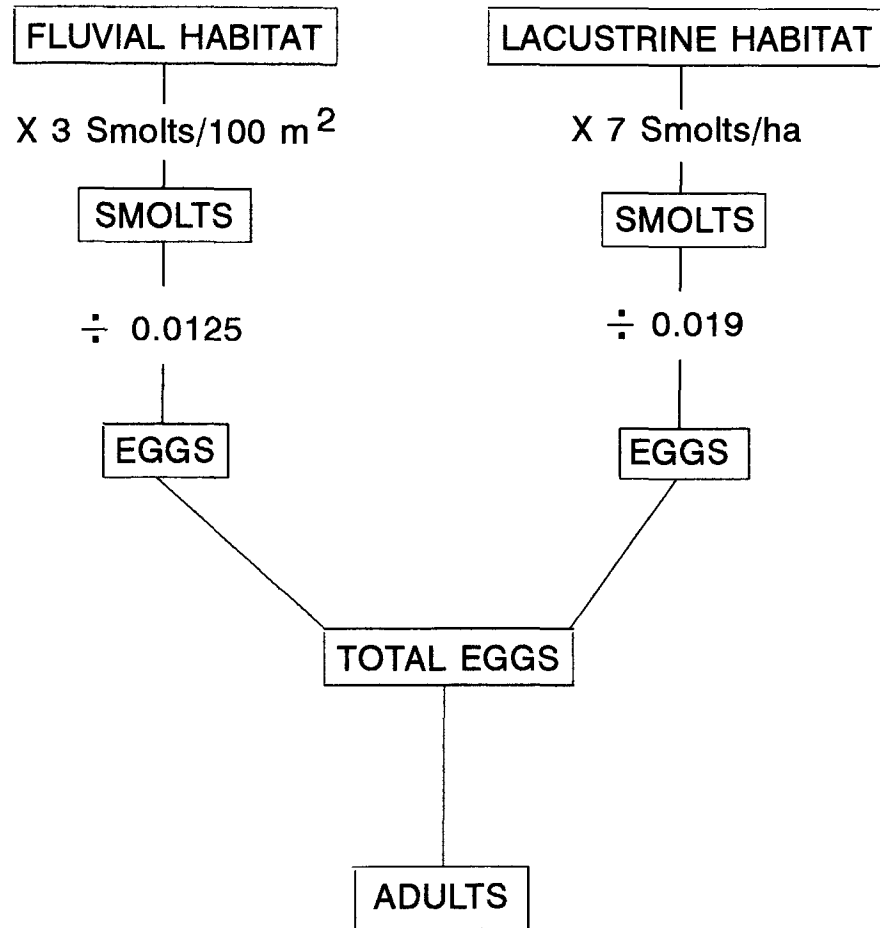 FLUVIAL HABITAT
LACUSTRINE HABITAT
X 3 Smolts/100 m²
X 7 Smolts/ha
SMOLTS
SMOLTS
÷ 0.0125
÷ 0.019
EGGS
EGGS
TOTAL EGGS
ADULTS